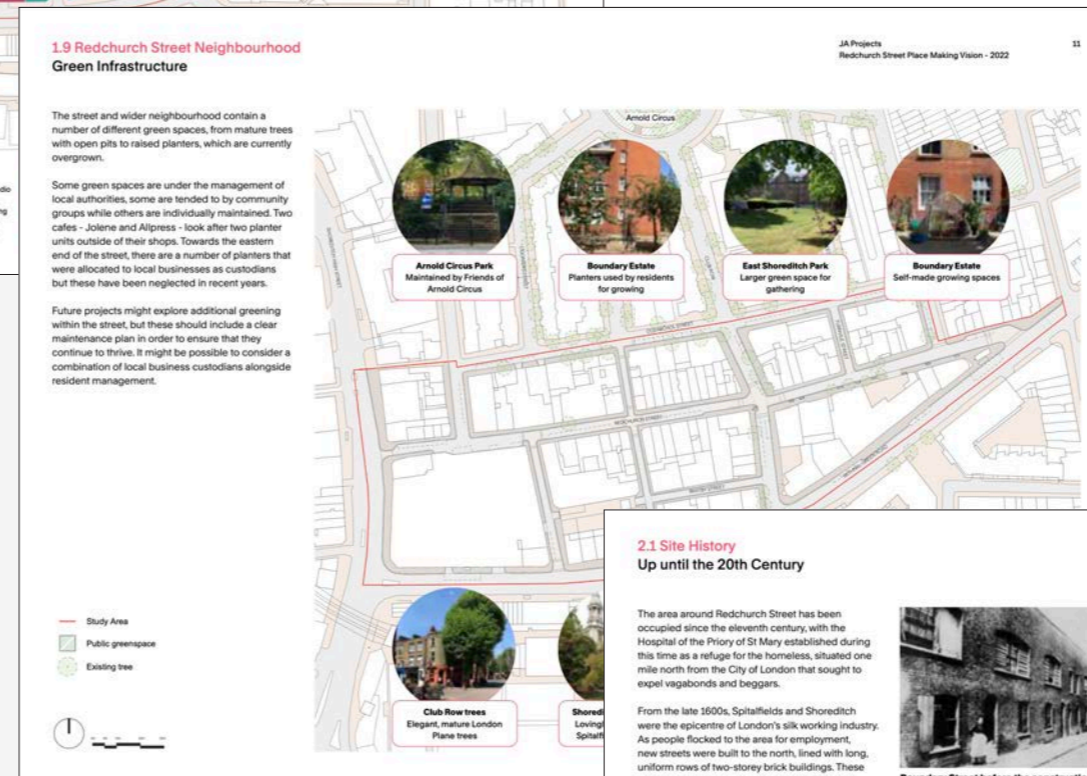 1.9 Redchurch Street Neighbourhood
Green Infrastructure
JA Projects
Redchurch Street Place Making Vision - 2022
11
The street and wider neighbourhood contain a
number of different green spaces, from mature trees
with open pits to raised planters, which are currently
overgrown.
Some green spaces are under the management of
local authorities, some are tended to by community
groups while others are individually maintained. Two
cafes - Jolene and Allpress - look after two planter
units outside of their shops. Towards the eastern
end of the street, there are a number of planters that
were allocated to local businesses as custodians
but these have been neglected in recent years.
Future projects might explore additional greening
within the street, but these should include a clear
maintenance plan in order to ensure that they
continue to thrive. It might be possible to consider a
combination of local business custodians alongside
resident management.
Arnold Circus
Arnold Circus Park
Maintained by Friends of
Arnold Circus
Boundary Estate
Planters used by residents
for growing
East Shoreditch Park
Larger green space for
gathering
Boundary Estate
Self-made growing spaces
REDCHURCH STREET
Study Area
Public greenspace
Existing tree
Club Row trees
Elegant, mature London
Plane trees
Shored
Lovingl
Spitalf
2.1 Site History
Up until the 20th Century
The area around Redchurch Street has been
occupied since the eleventh century, with the
Hospital of the Priory of St Mary established during
this time as a refuge for the homeless, situated one
mile north from the City of London that sought to
expel vagabonds and beggars.
From the late 1600s, Spitalfields and Shoreditch
were the epicentre of London's silk working industry.
As people flocked to the area for employment,
new streets were built to the north, lined with long,
uniform rows of two-storey brick buildings. These